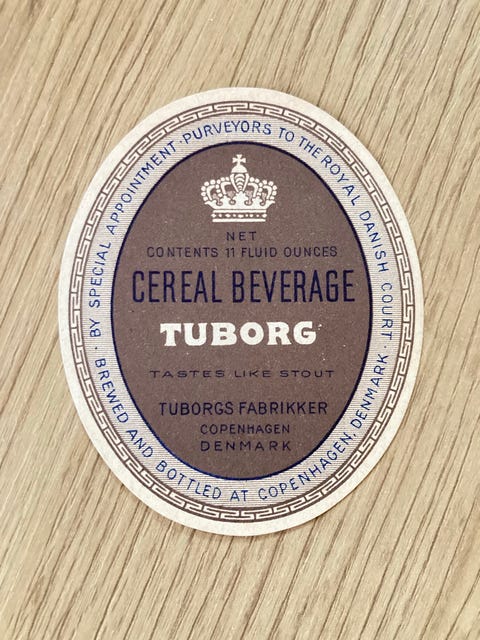 · BY SPECIAL APPOINTMENT · PURVEYORS TO THE ROYAL DANISH COURT ·
NET
CONTENTS 11 FLUID OUNCES
CEREAL BEVERAGE
TUBORG
TASTES LIKE STOUT
TUBORGS FABRIKKER
COPENHAGEN
DENMARK
BREWED AND BOTTLED AT COPENHAGEN, DENMARK